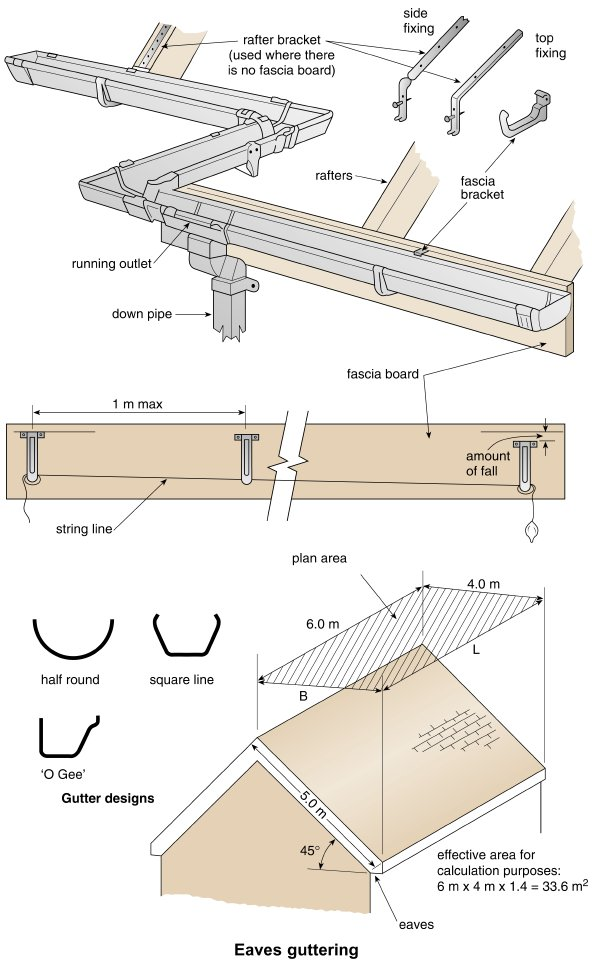 side
fixing
top
fixing
rafter bracket
(used where there
is no fascia board)
rafters
fascia
bracket
running outlet
down pipe
fascia board
1 m max
amount
of fall
string line
plan area
4.0 m
6.0 m
L
B
half round
square line
'O Gee'
Gutter designs
5.0 m
45°
effective area for
calculation purposes:
6 m x 4 m x 1.4 = 33.6 m²
eaves
Eaves guttering